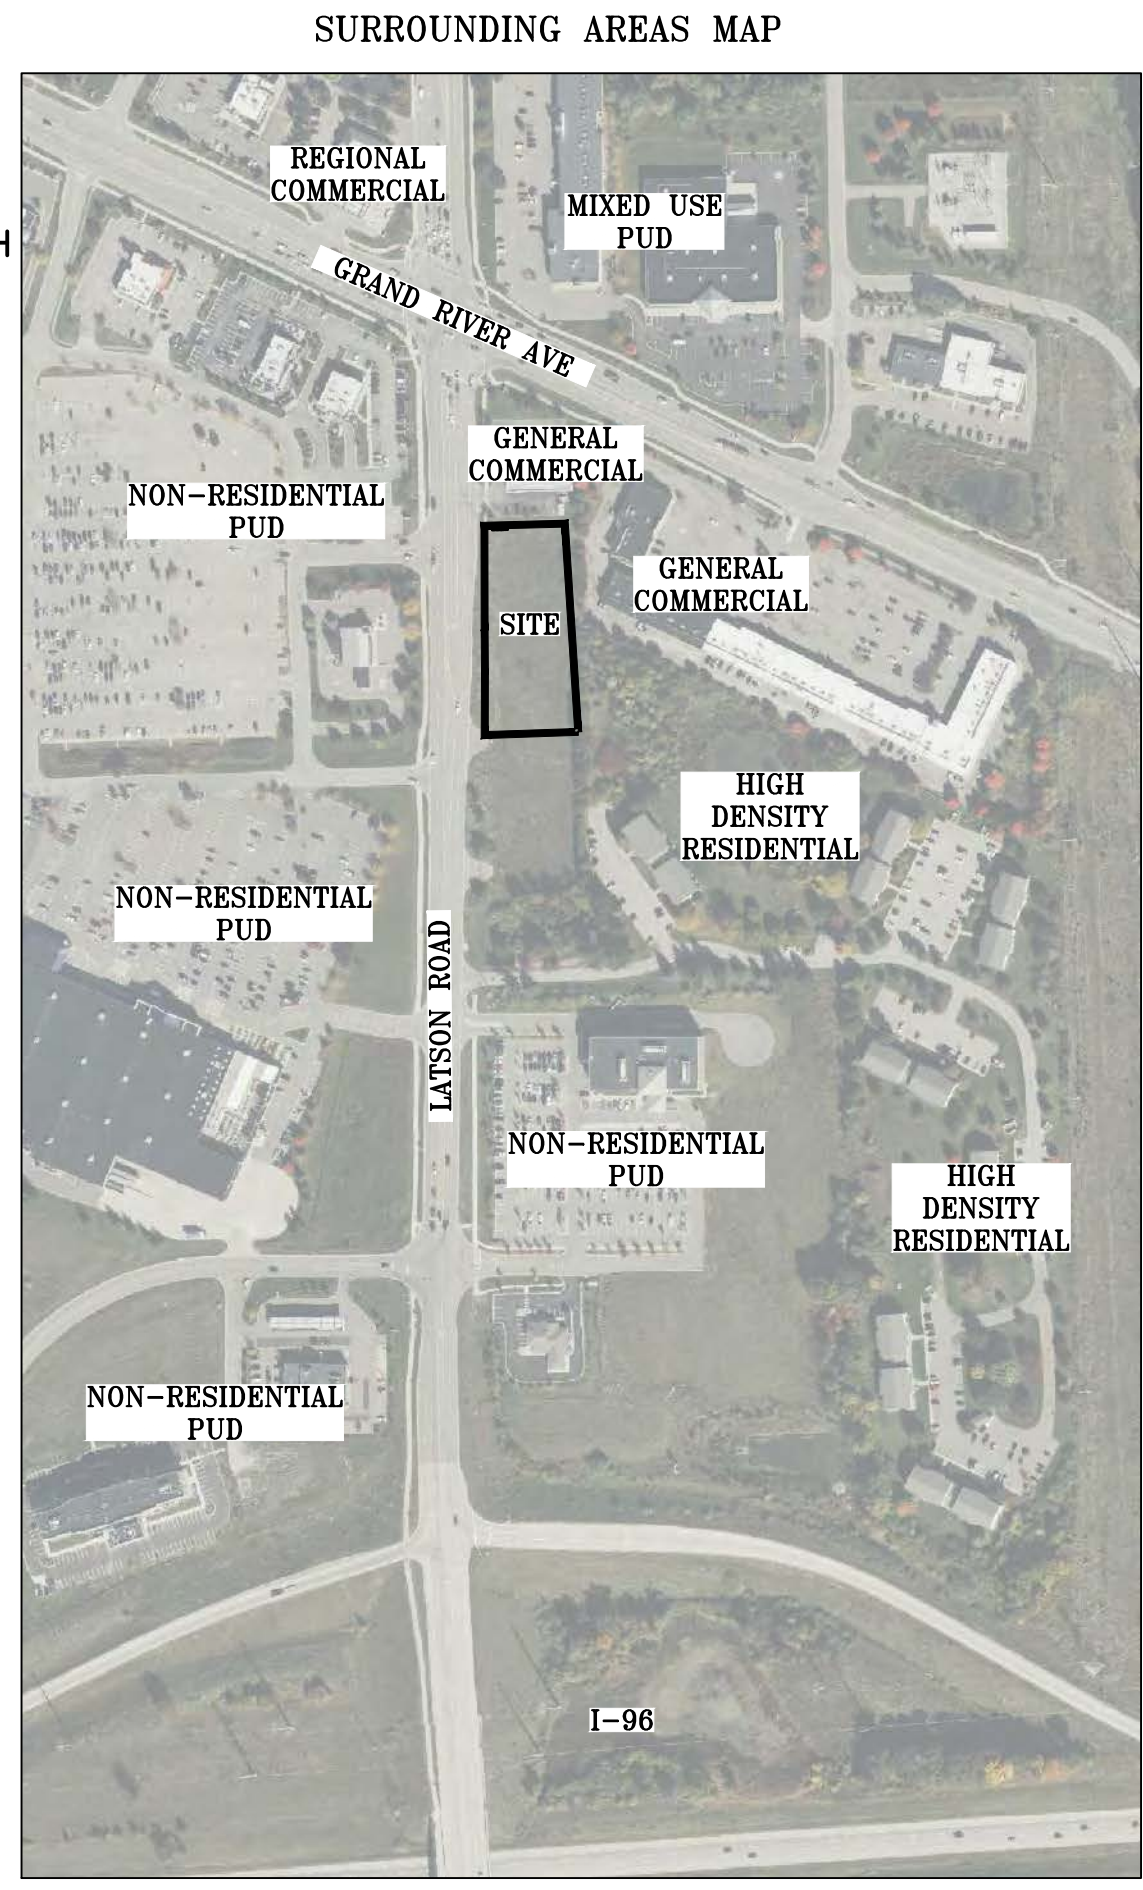 SURROUNDING AREAS MAP
REGIONAL
COMMERCIAL
MIXED USE
PUD
H
GRAND RIVER AVE
GENERAL
COMMERCIAL
NON-RESIDENTIAL
PUD
GENERAL
COMMERCIAL
SITE
HIGH
DENSITY
RESIDENTIAL
NON-RESIDENTIAL
PUD
LATSON ROAD
NON-RESIDENTIAL
PUD
HIGH
DENSITY
RESIDENTIAL
NON-RESIDENTIAL
PUD
I-96